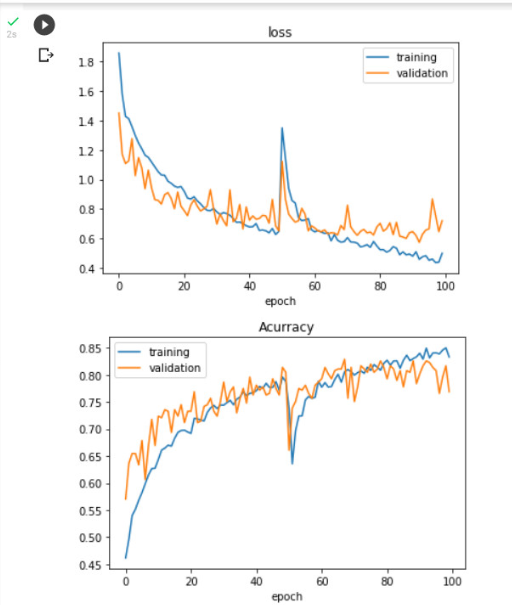 2s
loss
training
validation
1.8
1.6
1.4
1.2
1.0
0.8
0.6
0.4
0 20 40 60 80 100
epoch
Acurracy
training
validation
0.85
0.80
0.75
0.70
0.65
0.60
0.55
0.50
0.45
0 20 40 60 80 100
epoch